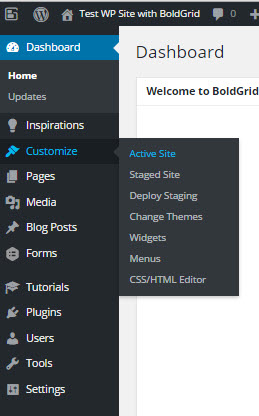 Test WP Site with BoldGrid 0
Dashboard
Dashboard
Home
Updates
Welcome to BoldGrid
Inspirations
Customize
Active Site
Staged Site
Deploy Staging
Change Themes
Widgets
Menus
CSS/HTML Editor
Pages
Media
Blog Posts
Forms
Tutorials
Plugins
Users
Tools
Settings